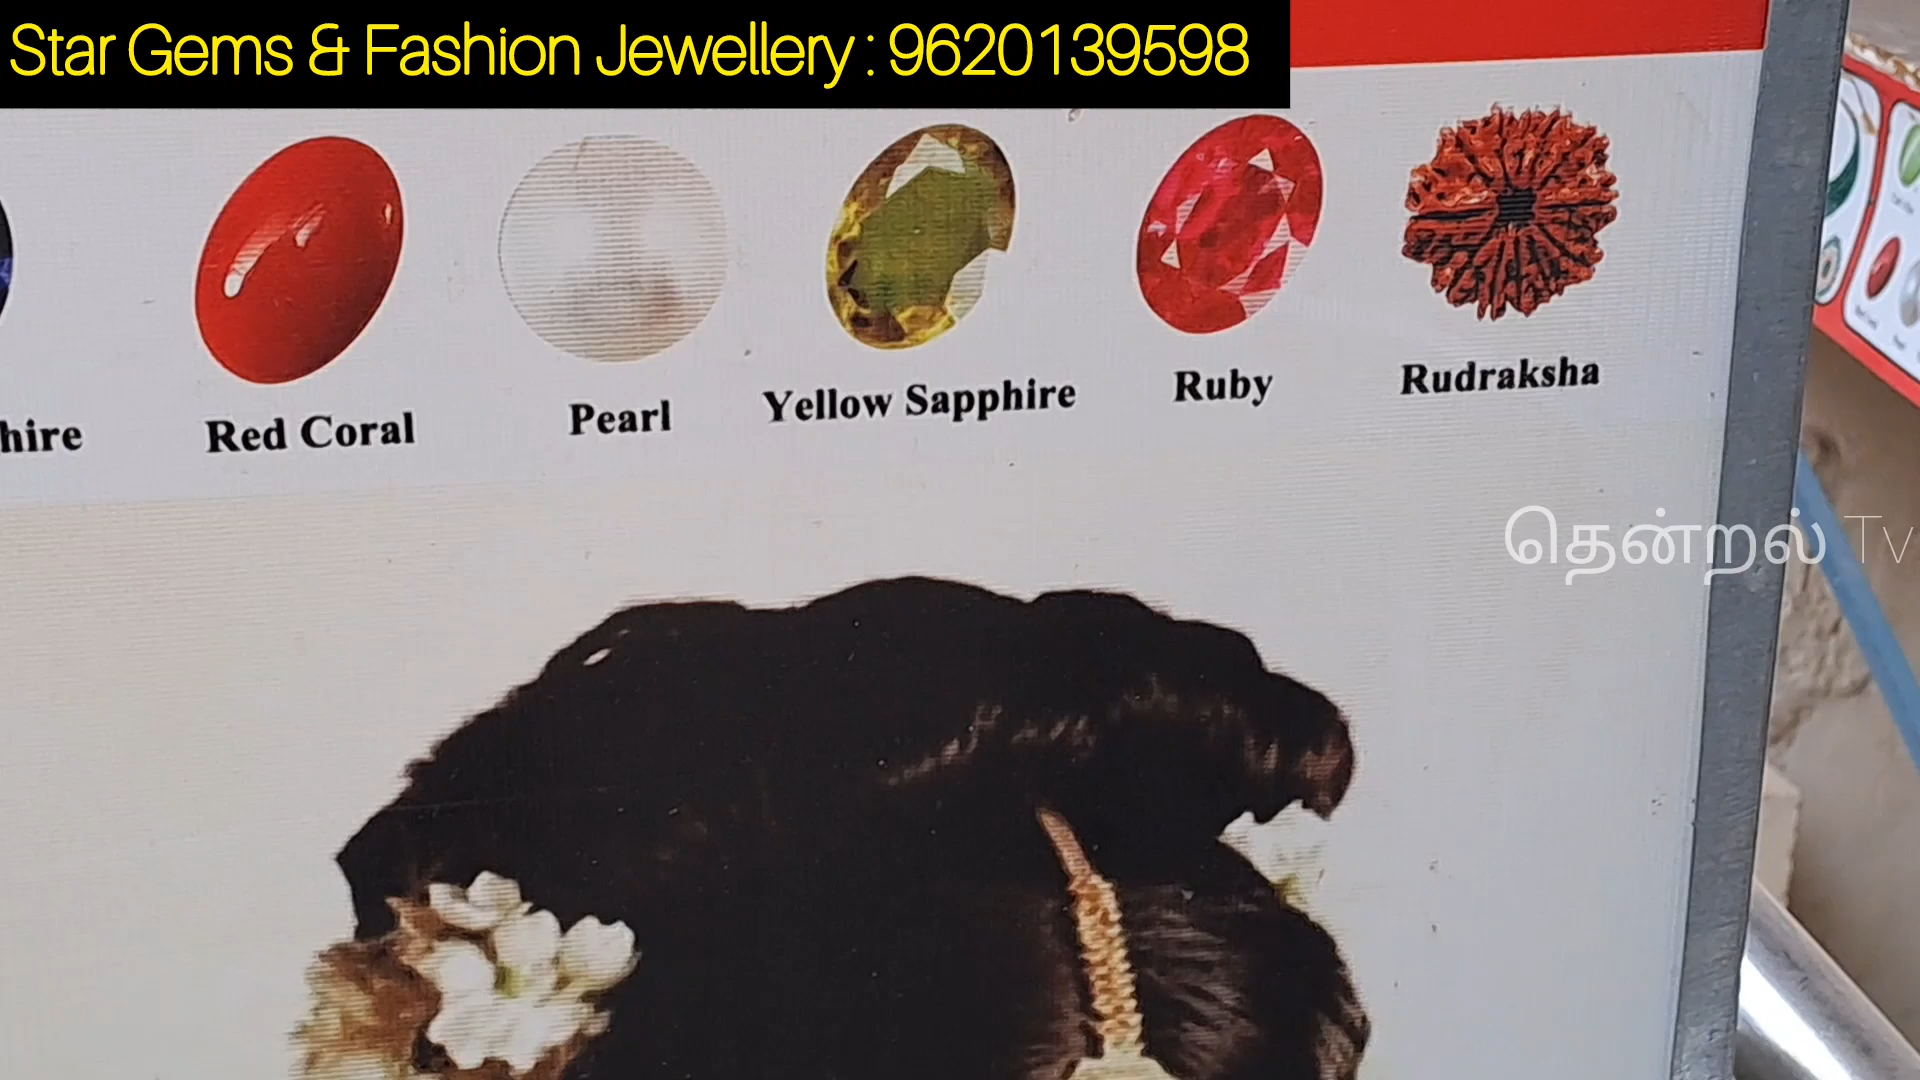 Star Gems & Fashion Jewellery : 9620139598
hire
Red Coral
Pearl
Yellow Sapphire
Ruby
Rudraksha
தென்றல் Tv